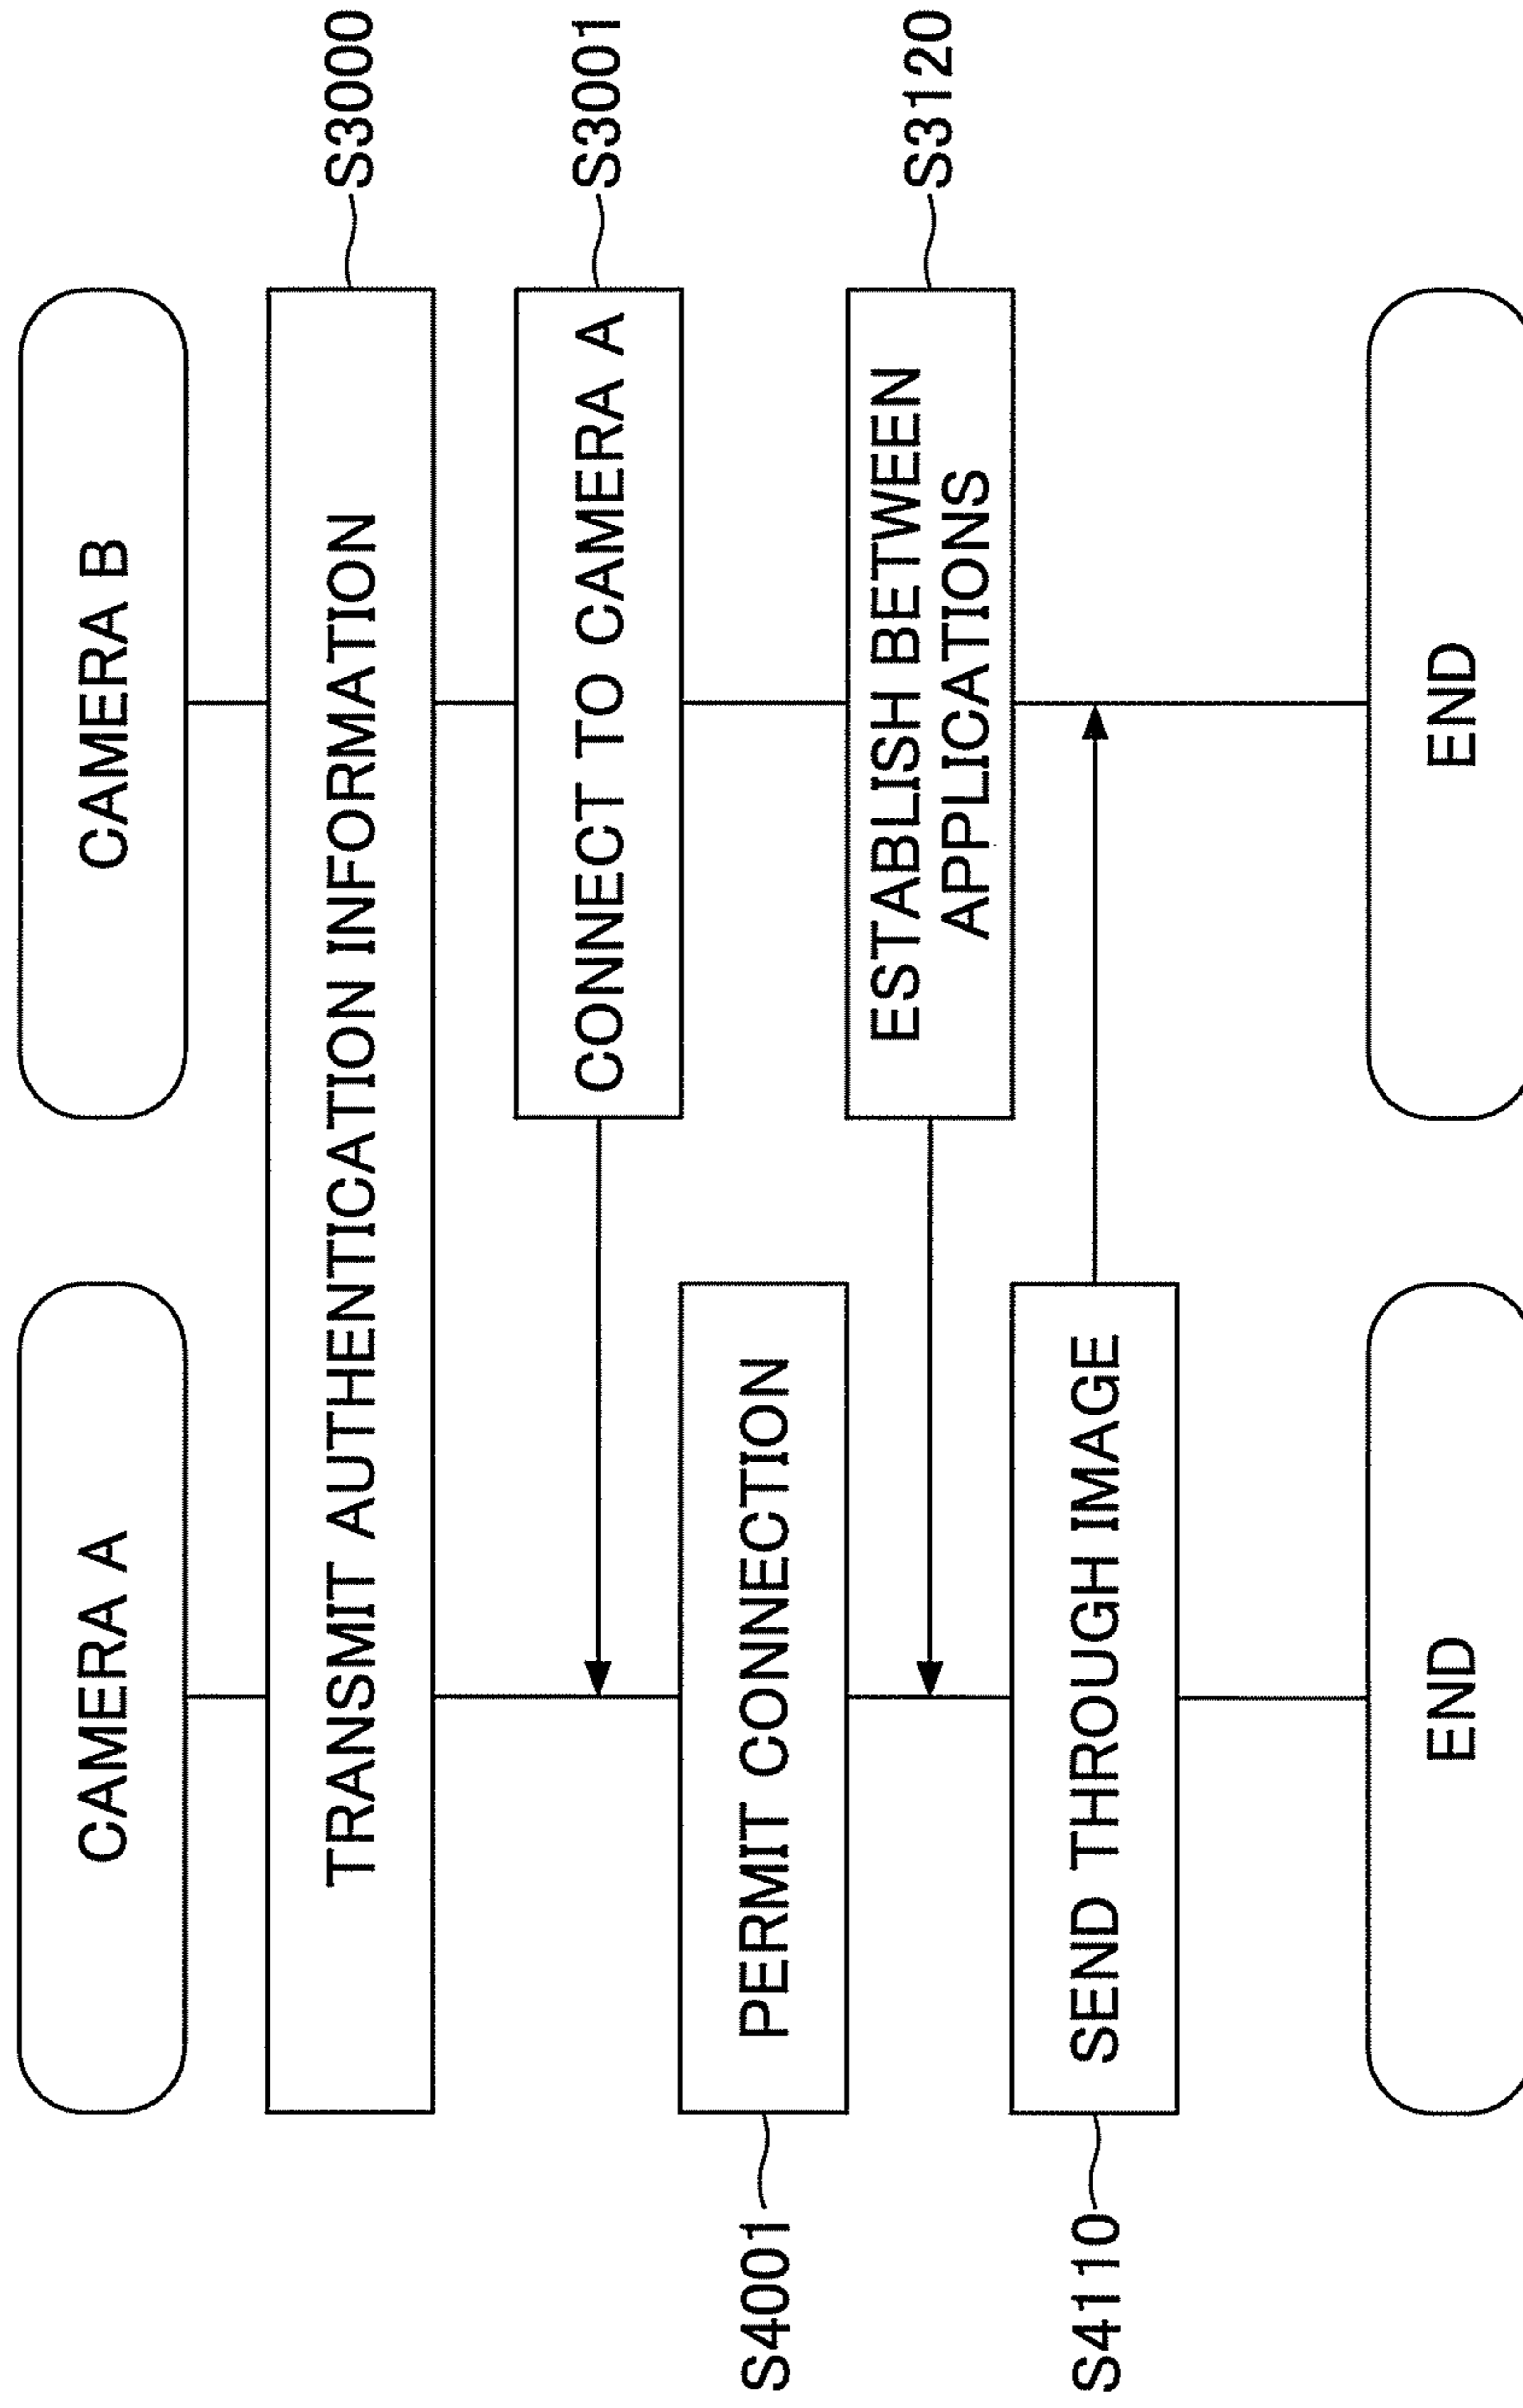 CAMERA A
CAMERA B
TRANSMIT AUTHENTICATION INFORMATION
S3000
CONNECT TO CAMERA A
S3001
S4001
PERMIT CONNECTION
ESTABLISH BETWEEN
APPLICATIONS
S3120
S4110
SEND THROUGH IMAGE
END
END